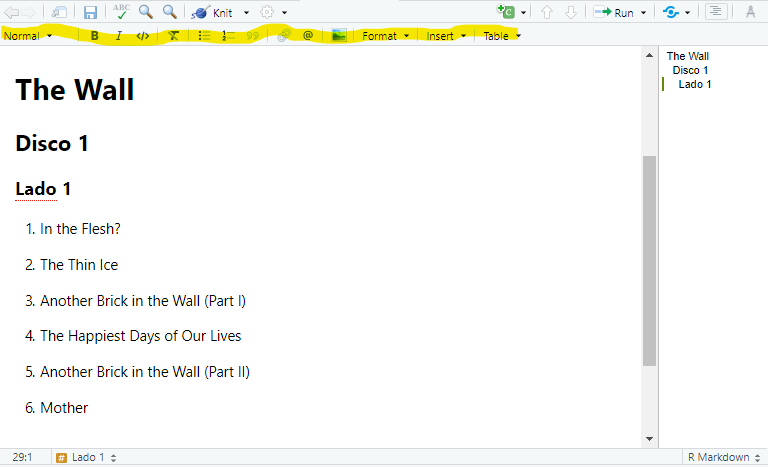 ABC Knit C Run
Normal B I </> T @ Format Insert Table
The Wall
Disco 1
Lado 1
The Wall
Disco 1
Lado 1
1. In the Flesh?
2. The Thin Ice
3. Another Brick in the Wall (Part I)
4. The Happiest Days of Our Lives
5. Another Brick in the Wall (Part II)
6. Mother
29:1 # Lado 1 R Markdown